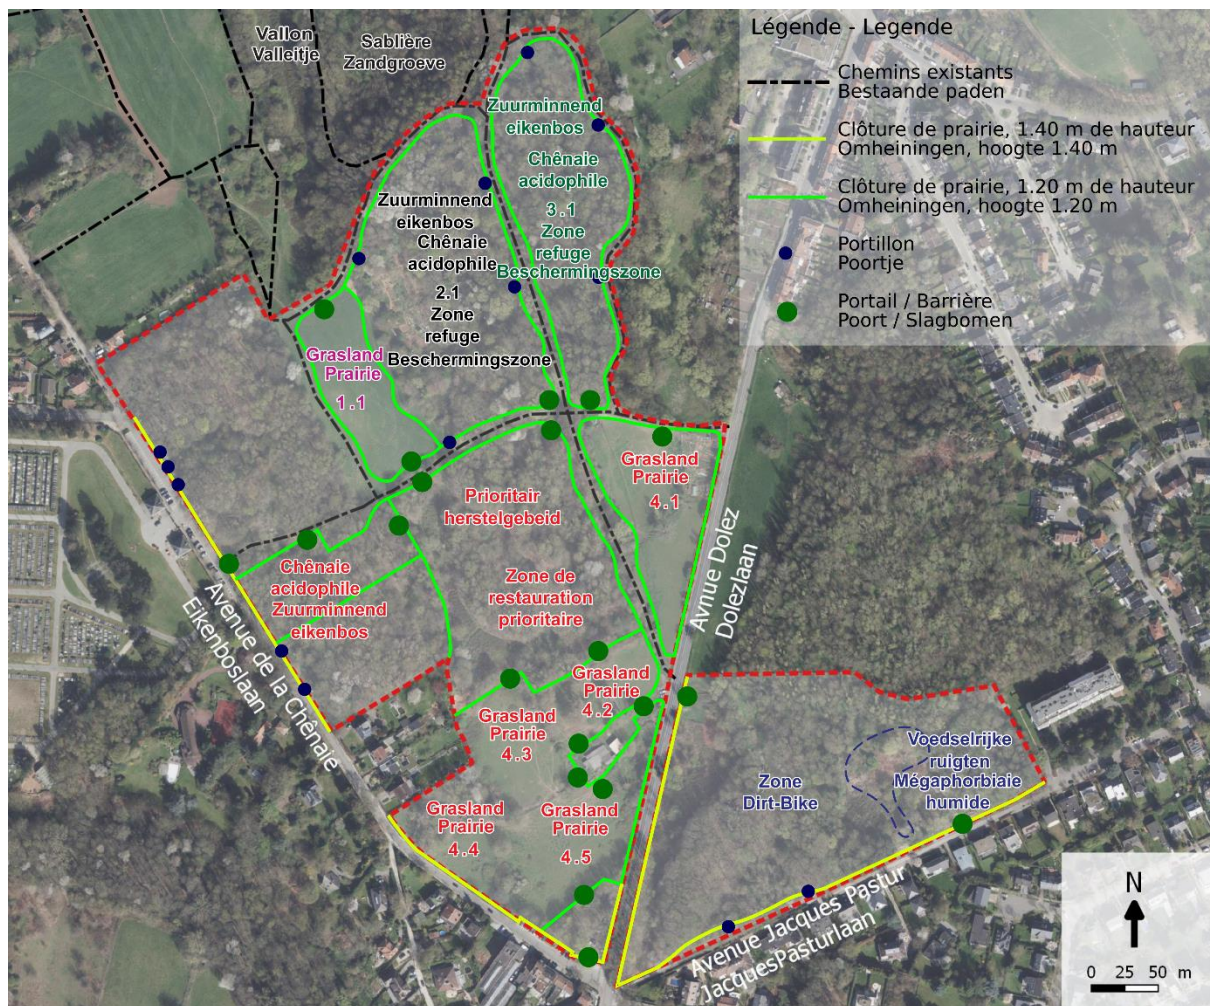 Vallon
Valleitje
Sablière
Zandgroeve
Légende - Legende
Chemins existants
Bestaande paden
Clôture de prairie, 1.40 m de hauteur
Omheiningen, hoogte 1.40 m
Clôture de prairie, 1.20 m de hauteur
Omheiningen, hoogte 1.20 m
Portillon
Poortje
Portail / Barrière
Poort / Slagbomen
Zuurminnend
eikenbos
Chênaie
acidophile
3.1
Zone
refuge
Beschermingszone
Zuurminnend
eikenbos
Chênaie
acidophile
2.1
Zone
refuge
Beschermingszone
Grasland
Prairie
1.1
Grasland
Prairie
4.1
Prioritair
herstelgebeid
Zone de
restauration
prioritaire
Chênaie
acidophile
Zuurminnend
eikenbos
Avenue de la Chênaie
Eikenboslaan
Avnue Dolez
Dolezlaan
Grasland
Prairie
4.2
Grasland
Prairie
4.3
Grasland
Prairie
4.4
Grasland
Prairie
4.5
Zone
Dirt-Bike
Voedselrijke
ruigten
Mégaphorbiaie
humide
Avenue Jacques Pastur
JacquesPasturlaan
N
0 25 50 m